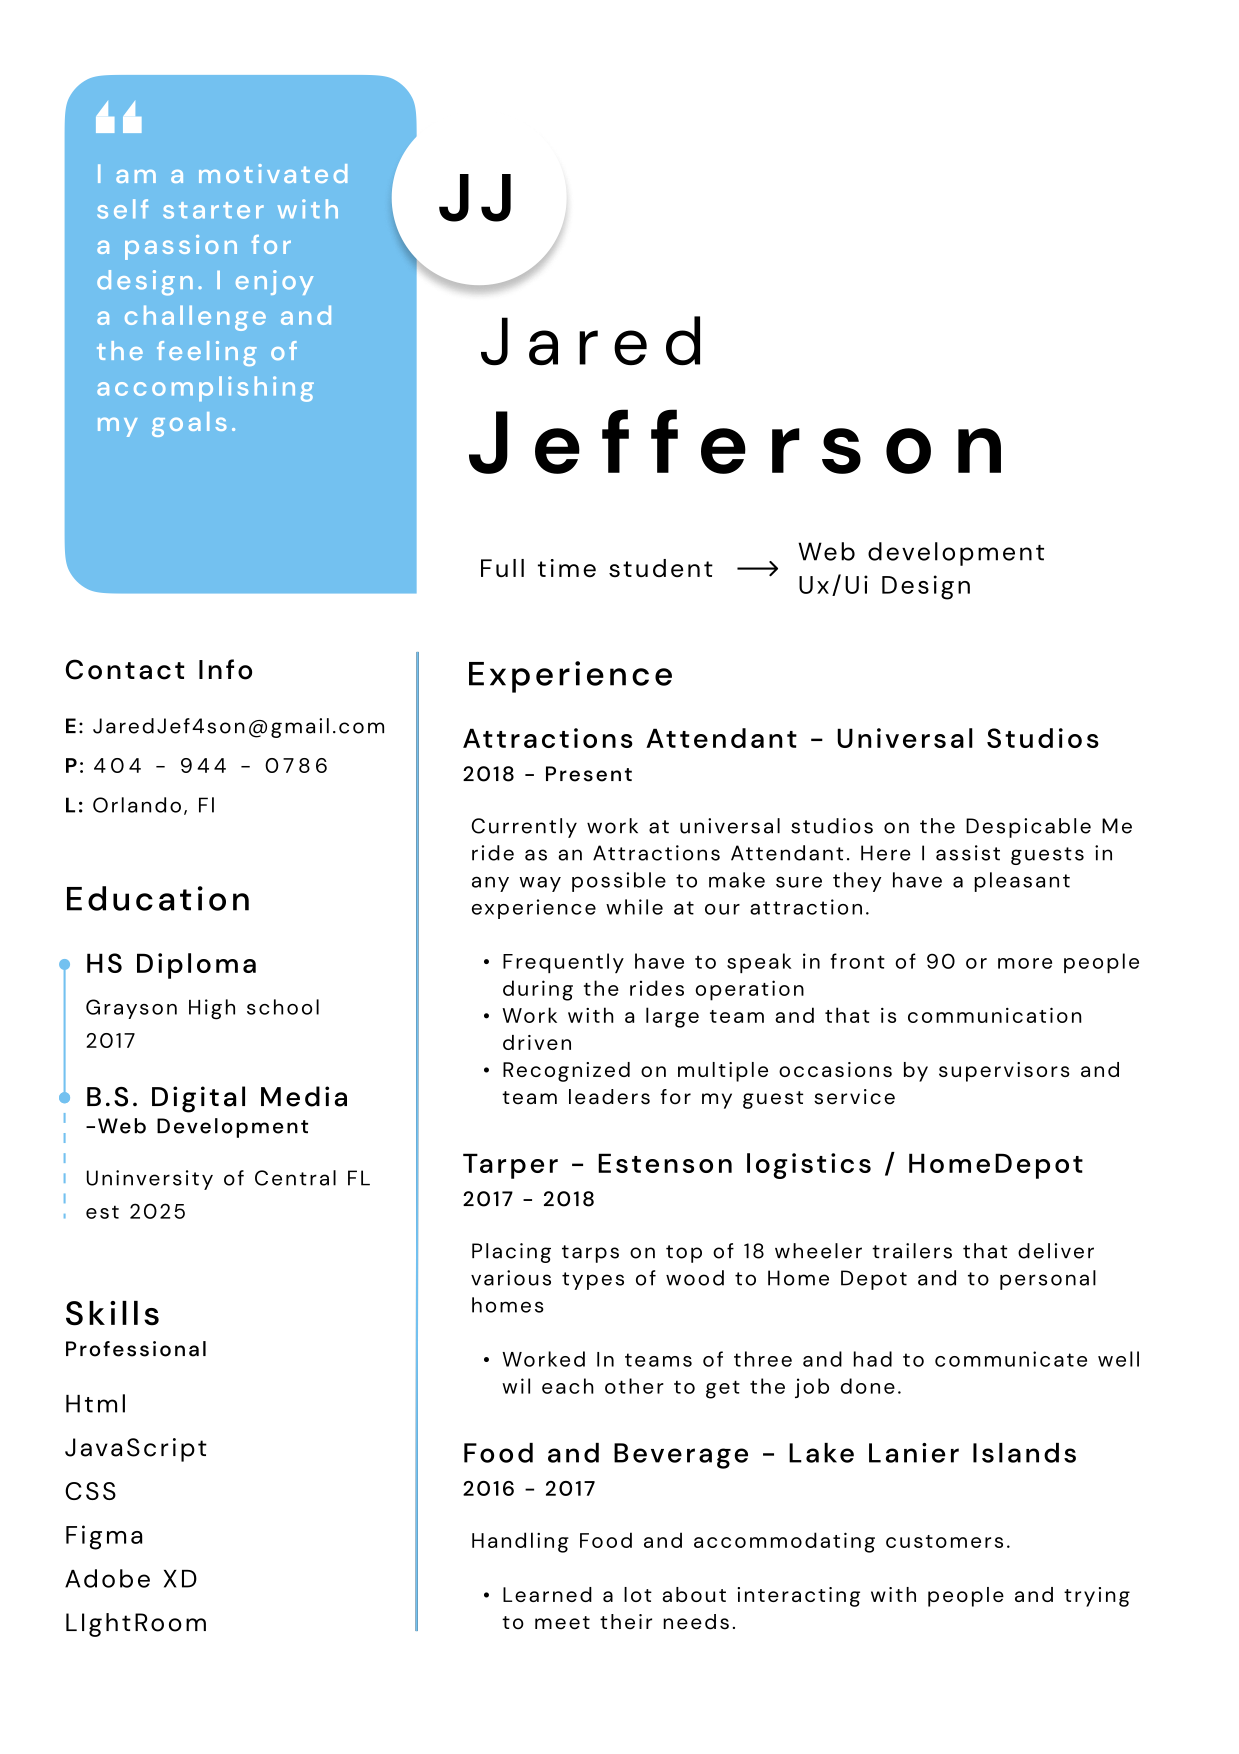 ❝
I am a motivated
self starter with
a passion for
design. I enjoy
a challenge and
the feeling of
accomplishing
my goals.
JJ
Jared
Jefferson
Full time student → Web development
Ux/Ui Design
Contact Info
E: JaredJef4son@gmail.com
P: 404 - 944 - 0786
L: Orlando, Fl
Education
HS Diploma
Grayson High school
2017
B.S. Digital Media
-Web Development
Uninversity of Central FL
est 2025
Skills
Professional
Html
JavaScript
CSS
Figma
Adobe XD
LIghtRoom
Experience
Attractions Attendant - Universal Studios
2018 - Present
Currently work at universal studios on the Despicable Me
ride as an Attractions Attendant. Here I assist guests in
any way possible to make sure they have a pleasant
experience while at our attraction.
• Frequently have to speak in front of 90 or more people
during the rides operation
• Work with a large team and that is communication
driven
• Recognized on multiple occasions by supervisors and
team leaders for my guest service
Tarper - Estenson logistics / HomeDepot
2017 - 2018
Placing tarps on top of 18 wheeler trailers that deliver
various types of wood to Home Depot and to personal
homes
• Worked In teams of three and had to communicate well
wil each other to get the job done.
Food and Beverage - Lake Lanier Islands
2016 - 2017
Handling Food and accommodating customers.
• Learned a lot about interacting with people and trying
to meet their needs.